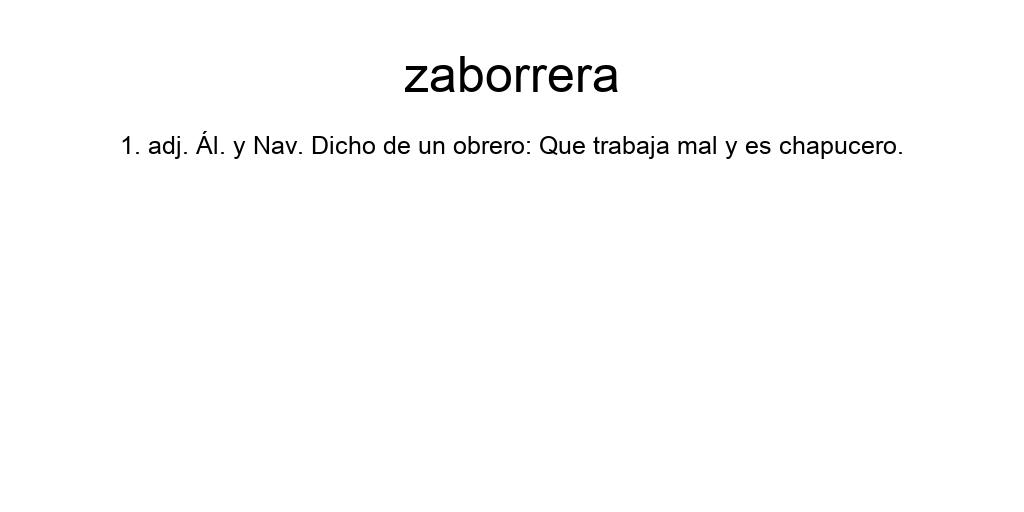 zaborrera
1. adj. Ál. y Nav. Dicho de un obrero: Que trabaja mal y es chapucero.